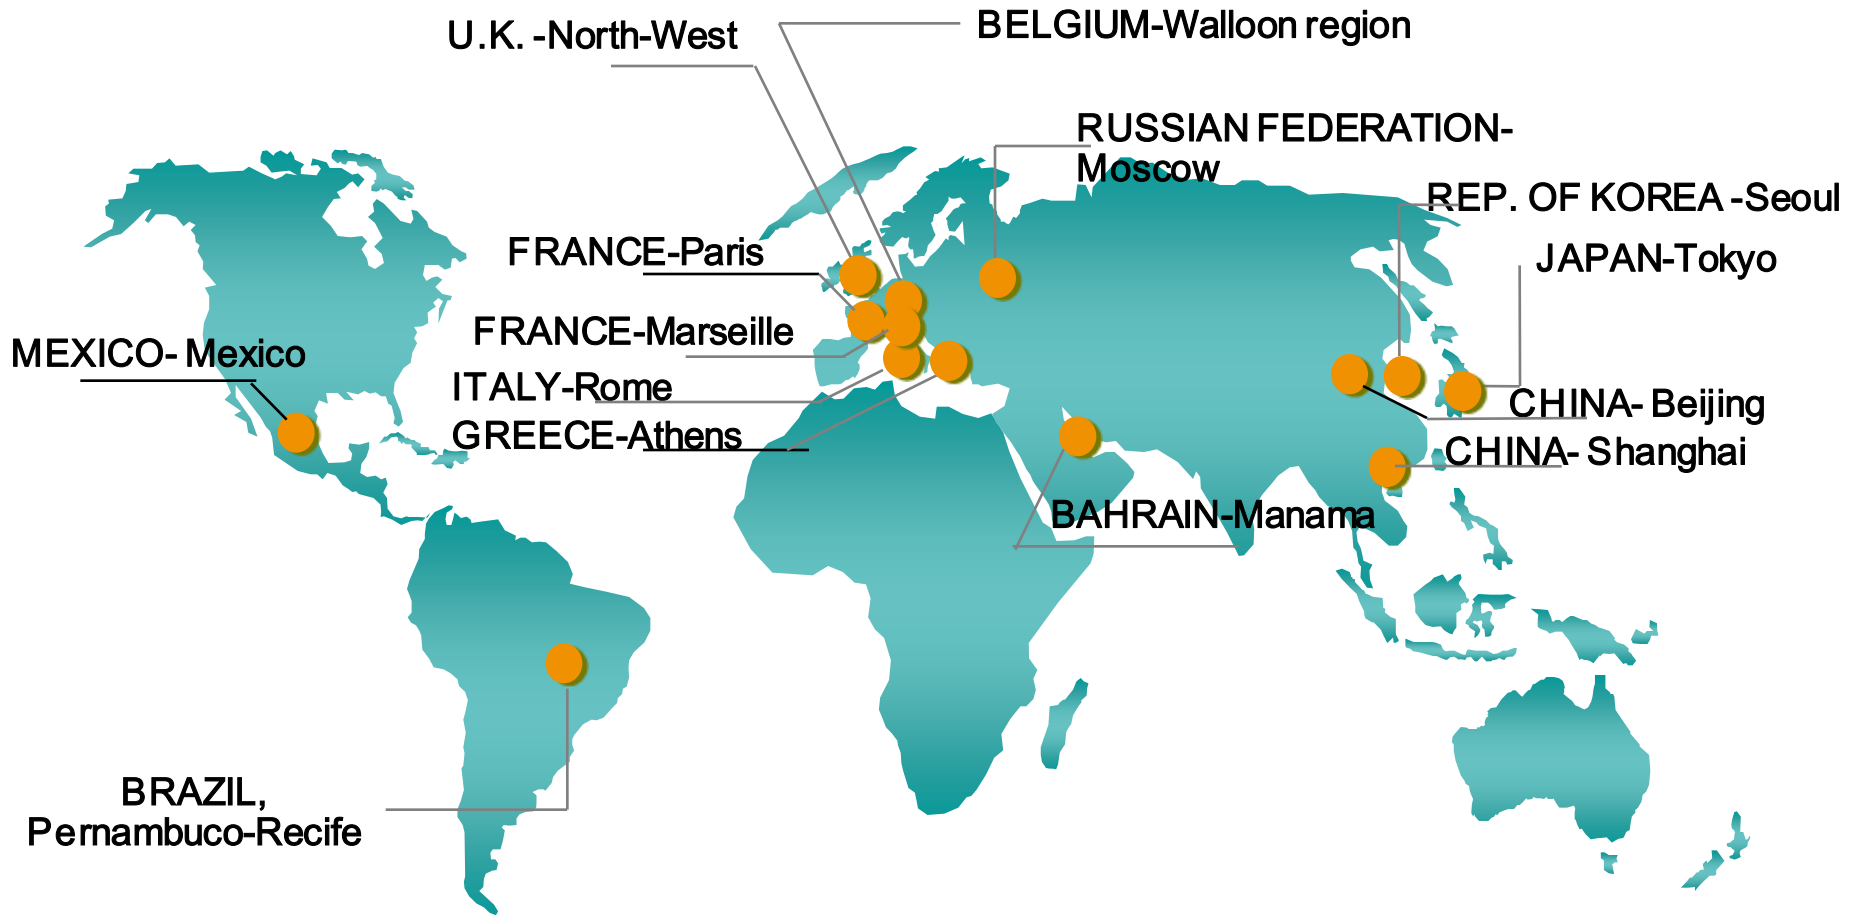 U.K. -North-West
BELGIUM-Walloon region
RUSSIAN FEDERATION-
Moscow
REP. OF KOREA -Seoul
FRANCE-Paris
JAPAN-Tokyo
FRANCE-Marseille
MEXICO- Mexico
ITALY-Rome
CHINA- Beijing
GREECE-Athens
CHINA- Shanghai
BAHRAIN-Manama
BRAZIL,
Pernambuco-Recife